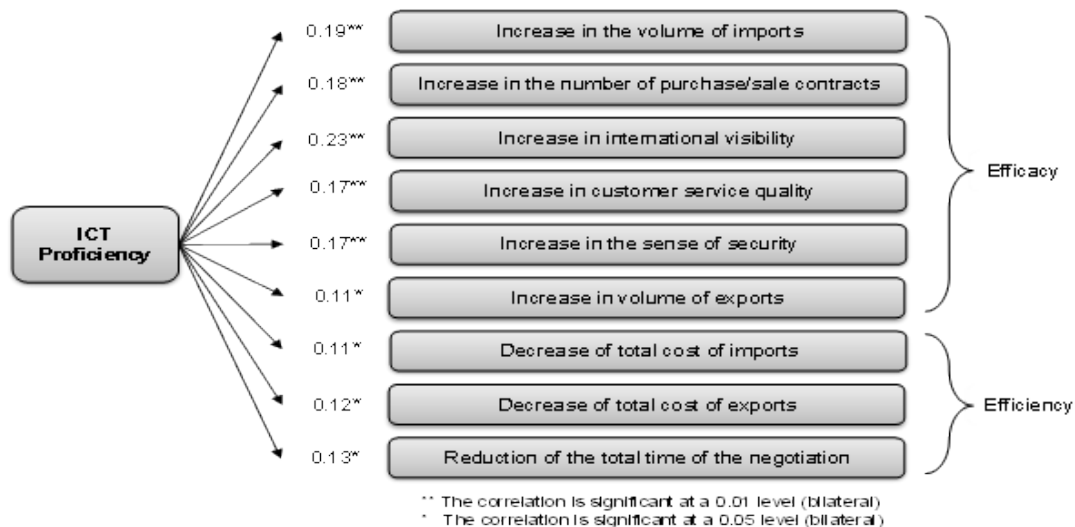 0.19** Increase in the volume of imports
0.18** Increase in the number of purchase/sale contracts
0.23** Increase in international visibility
Efficacy
0.17** Increase in customer service quality
ICT
Proficiency
0.17** Increase in the sense of security
0.11* Increase in volume of exports
0.11* Decrease of total cost of imports
0.12* Decrease of total cost of exports
Efficiency
0.13* Reduction of the total time of the negotiation
** The correlation is significant at a 0.01 level (bilateral)
* The correlation is significant at a 0.05 level (bilateral)